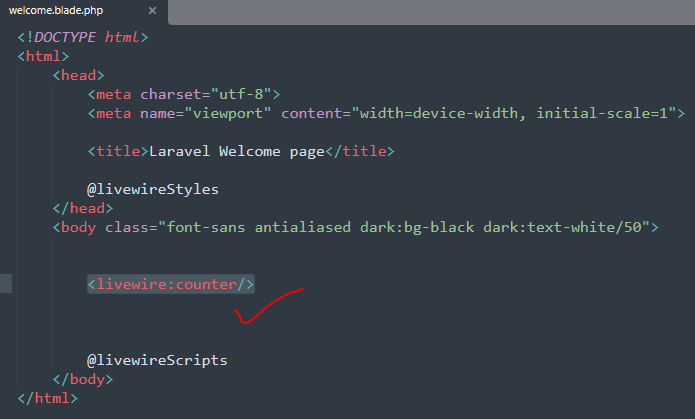 welcome.blade.php ×
<!DOCTYPE html>
<html>
<head>
<meta charset="utf-8">
<meta name="viewport" content="width=device-width, initial-scale=1">
<title>Laravel Welcome page</title>
@livewireStyles
</head>
<body class="font-sans antialiased dark:bg-black dark:text-white/50">
<livewire:counter/>
@livewireScripts
</body>
</html>